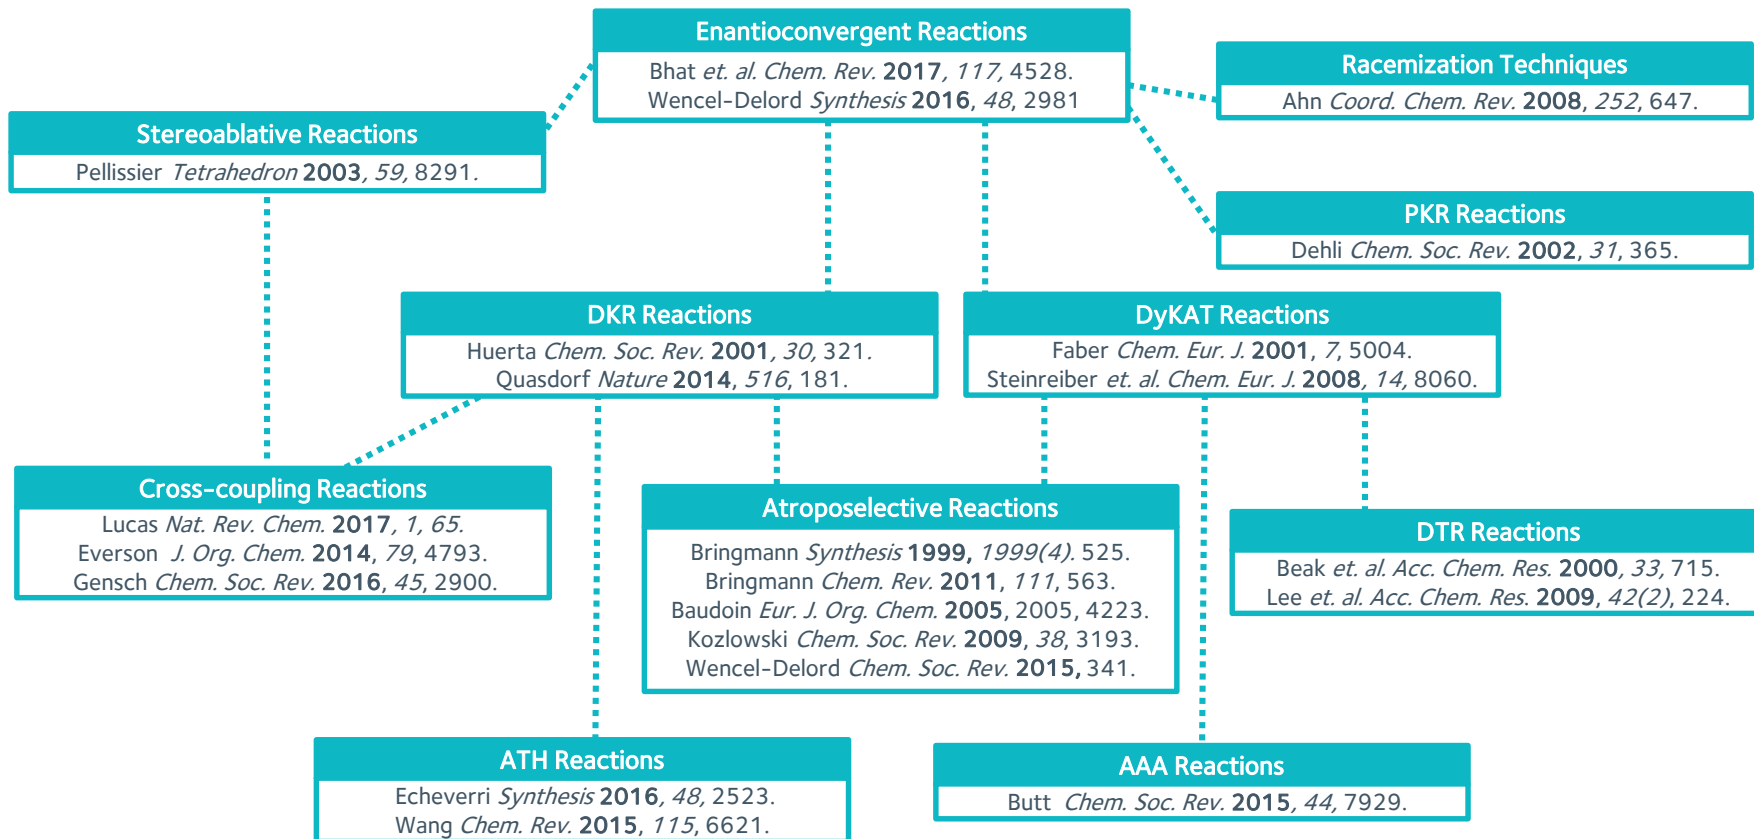 Enantioconvergent Reactions
Bhat et. al. Chem. Rev. 2017, 117, 4528.
Wencel-Delord Synthesis 2016, 48, 2981
Racemization Techniques
Ahn Coord. Chem. Rev. 2008, 252, 647.
Stereoablative Reactions
Pellissier Tetrahedron 2003, 59, 8291.
PKR Reactions
Dehli Chem. Soc. Rev. 2002, 31, 365.
DKR Reactions
Huerta Chem. Soc. Rev. 2001, 30, 321.
Quasdorf Nature 2014, 516, 181.
DyKAT Reactions
Faber Chem. Eur. J. 2001, 7, 5004.
Steinreiber et. al. Chem. Eur. J. 2008, 14, 8060.
Cross-coupling Reactions
Lucas Nat. Rev. Chem. 2017, 1, 65.
Everson J. Org. Chem. 2014, 79, 4793.
Gensch Chem. Soc. Rev. 2016, 45, 2900.
Atroposelective Reactions
Bringmann Synthesis 1999, 1999(4). 525.
Bringmann Chem. Rev. 2011, 111, 563.
Baudoin Eur. J. Org. Chem. 2005, 2005, 4223.
Kozlowski Chem. Soc. Rev. 2009, 38, 3193.
Wencel-Delord Chem. Soc. Rev. 2015, 341.
DTR Reactions
Beak et. al. Acc. Chem. Res. 2000, 33, 715.
Lee et. al. Acc. Chem. Res. 2009, 42(2), 224.
ATH Reactions
Echeverri Synthesis 2016, 48, 2523.
Wang Chem. Rev. 2015, 115, 6621.
AAA Reactions
Butt Chem. Soc. Rev. 2015, 44, 7929.